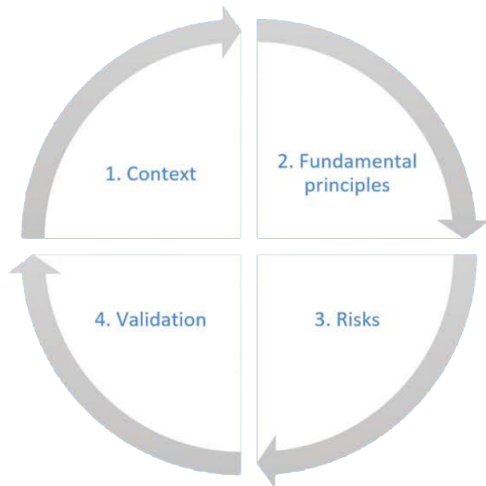 1. Context
2. Fundamental
principles
4. Validation
3. Risks